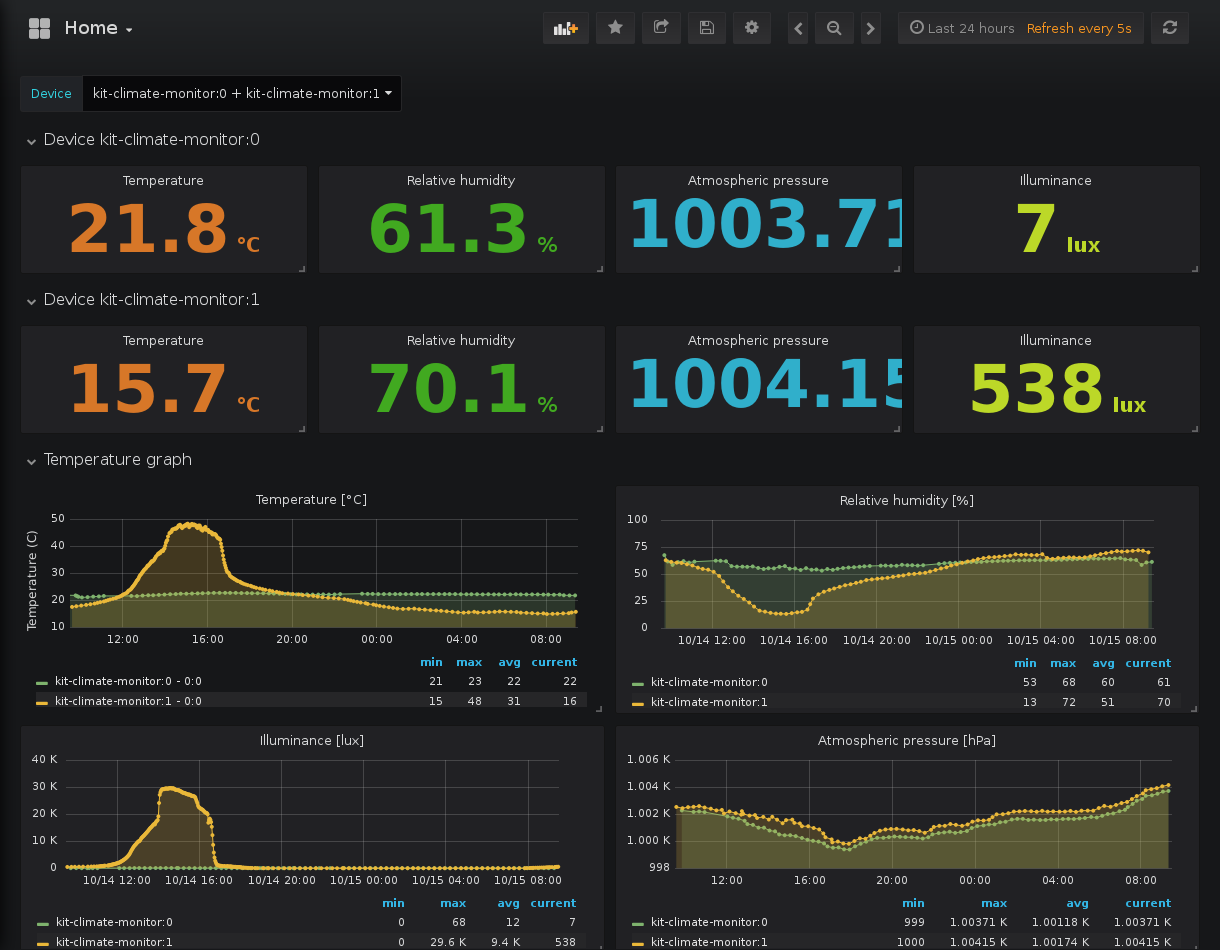 Home
Last 24 hours Refresh every 5s
Device kit-climate-monitor:0 + kit-climate-monitor:1
Device kit-climate-monitor:0
Temperature Relative humidity Atmospheric pressure Illuminance
21.8 °C 61.3 % 1003.71 7 lux
Device kit-climate-monitor:1
Temperature Relative humidity Atmospheric pressure Illuminance
15.7 °C 70.1 % 1004.15 538 lux
Temperature graph
Temperature [°C]
Temperature (C)
50
40
30
20
10
12:00 16:00 20:00 00:00 04:00 08:00
min max avg current
kit-climate-monitor:0 - 0:0 21 23 22 22
kit-climate-monitor:1 - 0:0 15 48 31 16
Relative humidity [%]
100
75
50
25
0
10/14 12:00 10/14 16:00 10/14 20:00 10/15 00:00 10/15 04:00 10/15 08:00
min max avg current
kit-climate-monitor:0 53 68 60 61
kit-climate-monitor:1 13 72 51 70
Illuminance [lux]
40 K
30 K
20 K
10 K
0
10/14 12:00 10/14 16:00 10/14 20:00 10/15 00:00 10/15 04:00 10/15 08:00
min max avg current
kit-climate-monitor:0 0 68 12 7
kit-climate-monitor:1 0 29.6 K 9.4 K 538
Atmospheric pressure [hPa]
1.006 K
1.004 K
1.002 K
1.000 K
998
12:00 16:00 20:00 00:00 04:00 08:00
min max avg current
kit-climate-monitor:0 999 1.00371 K 1.00118 K 1.00371 K
kit-climate-monitor:1 1000 1.00415 K 1.00174 K 1.00415 K